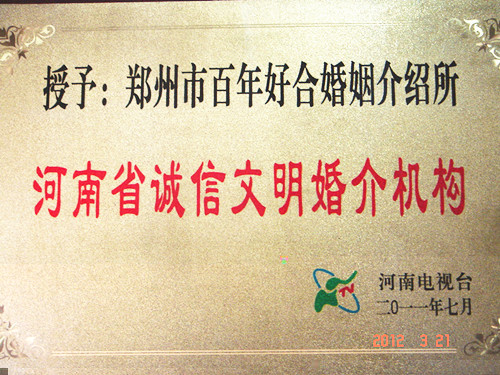 授予：郑州市百年好合婚姻介绍所
河南省诚信文明婚介机构
TV
河南电视台
二〇一一年七月
2012 9 21